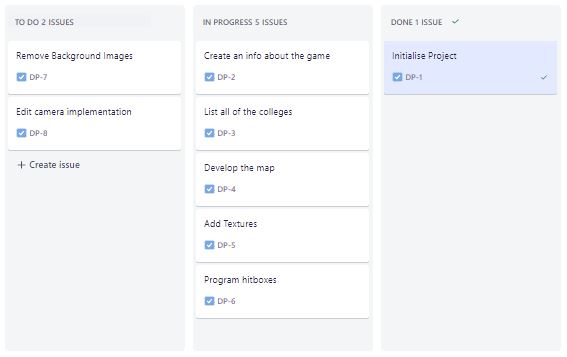 TO DO 2 ISSUES
Remove Background Images
DP-7
Edit camera implementation
DP-8
+ Create issue
IN PROGRESS 5 ISSUES
Create an info about the game
DP-2
List all of the colleges
DP-3
Develop the map
DP-4
Add Textures
DP-5
Program hitboxes
DP-6
DONE 1 ISSUE
Initialise Project
DP-1